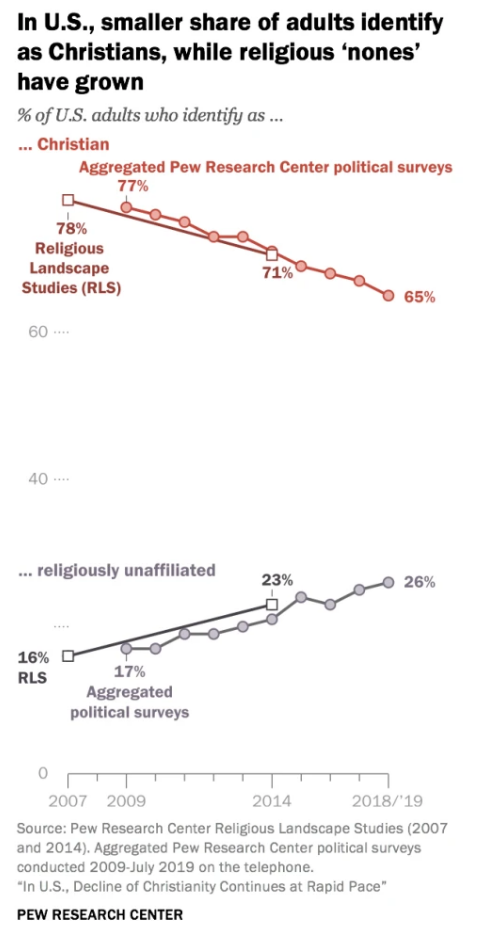 In U.S., smaller share of adults identify
as Christians, while religious ‘nones’
have grown
% of U.S. adults who identify as ...
... Christian
Aggregated Pew Research Center political surveys
77%
78%
Religious
Landscape
Studies (RLS)
71%
65%
60
40
... religiously unaffiliated
23%
26%
16%
RLS
17%
Aggregated
political surveys
0
2007 2009 2014 2018/’19
Source: Pew Research Center Religious Landscape Studies (2007
and 2014). Aggregated Pew Research Center political surveys
conducted 2009-July 2019 on the telephone.
“In U.S., Decline of Christianity Continues at Rapid Pace”
PEW RESEARCH CENTER